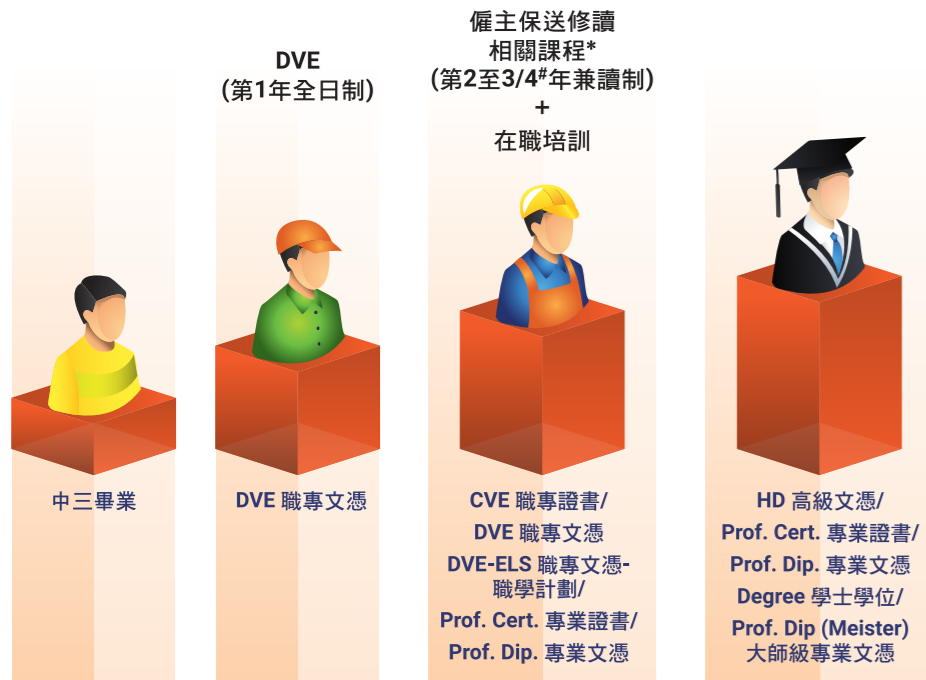 DVE
(第1年全日制)
僱主保送修讀
相關課程*
(第2至3/4#年兼讀制)
+
在職培訓
中三畢業
DVE 職專文憑
CVE 職專證書/
DVE 職專文憑
DVE-ELS 職專文憑-
職學計劃/
Prof. Cert. 專業證書/
Prof. Dip. 專業文憑
HD 高級文憑/
Prof. Cert. 專業證書/
Prof. Dip. 專業文憑
Degree 學士學位/
Prof. Dip (Meister)
大師級專業文憑